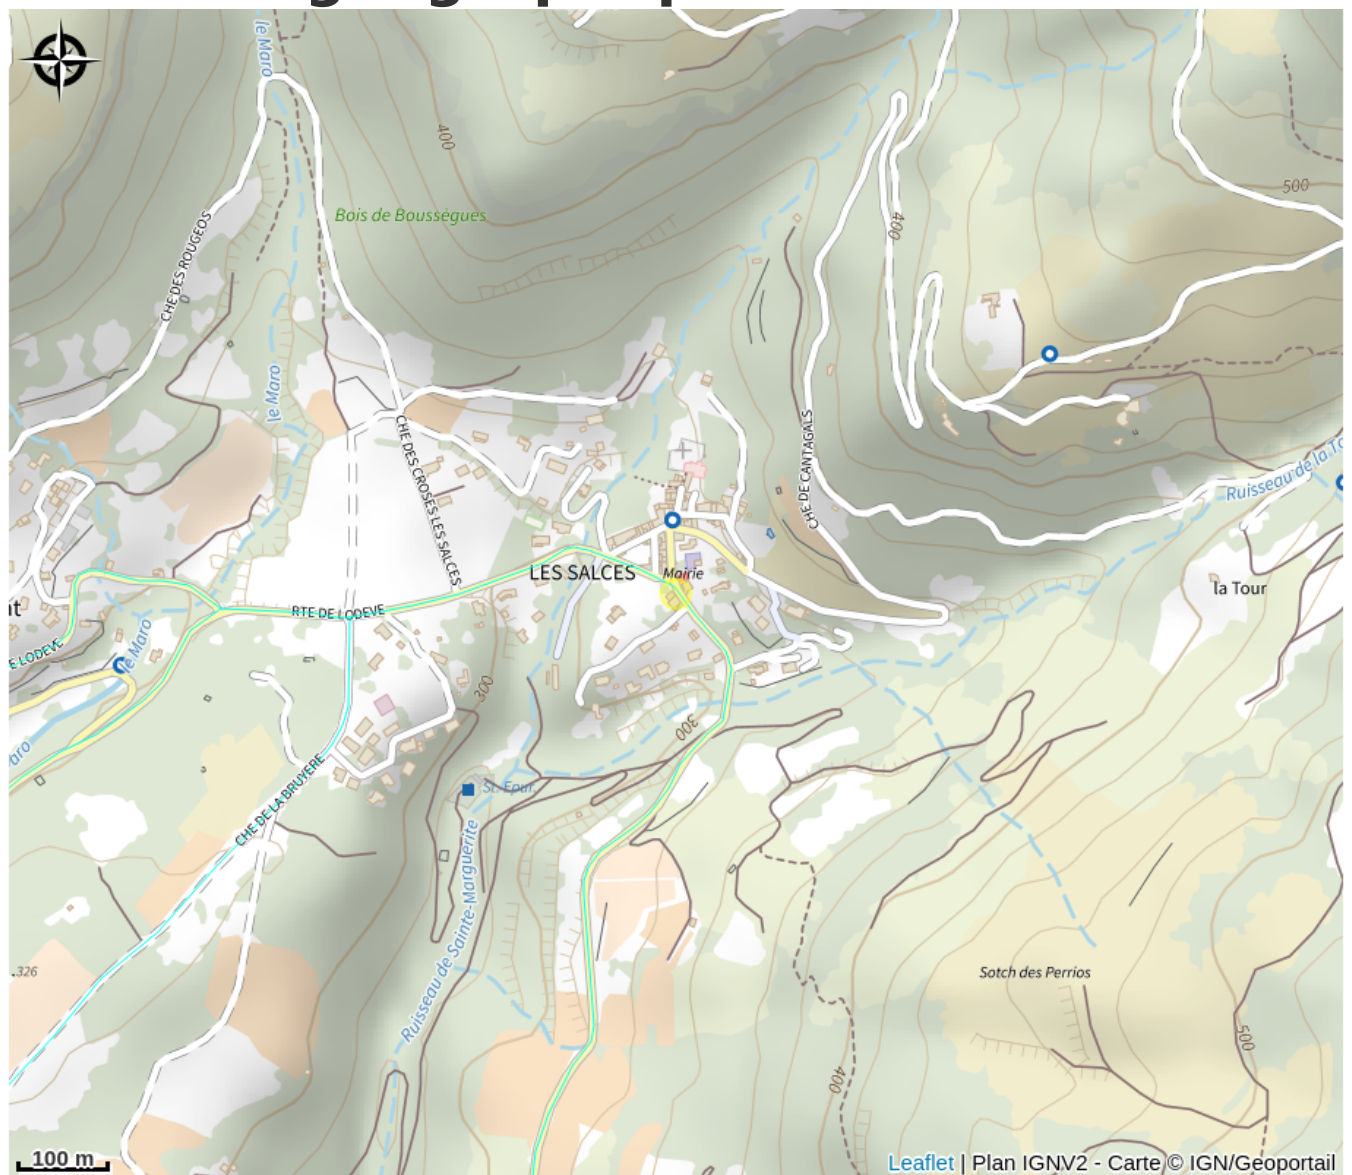 le Maro
400
Bois de Boussègues
500
CHE DES ROUGEOS
400
le Maro
CHE DES CROSES LES SALCES
CHE DE CANTAGALS
Ruisseau de la
LES SALCES
Mairie
la Tour
RTE DE LODEVE
LODEVE
le Maro
300
300
CHE DE LA BRUYERE
St. Epur.
Ruisseau de Sainte-Marguerite
.326
Sotch des Perrios
500
400
100 m
Leaflet | Plan IGNV2 - Carte © IGN/Geoportail